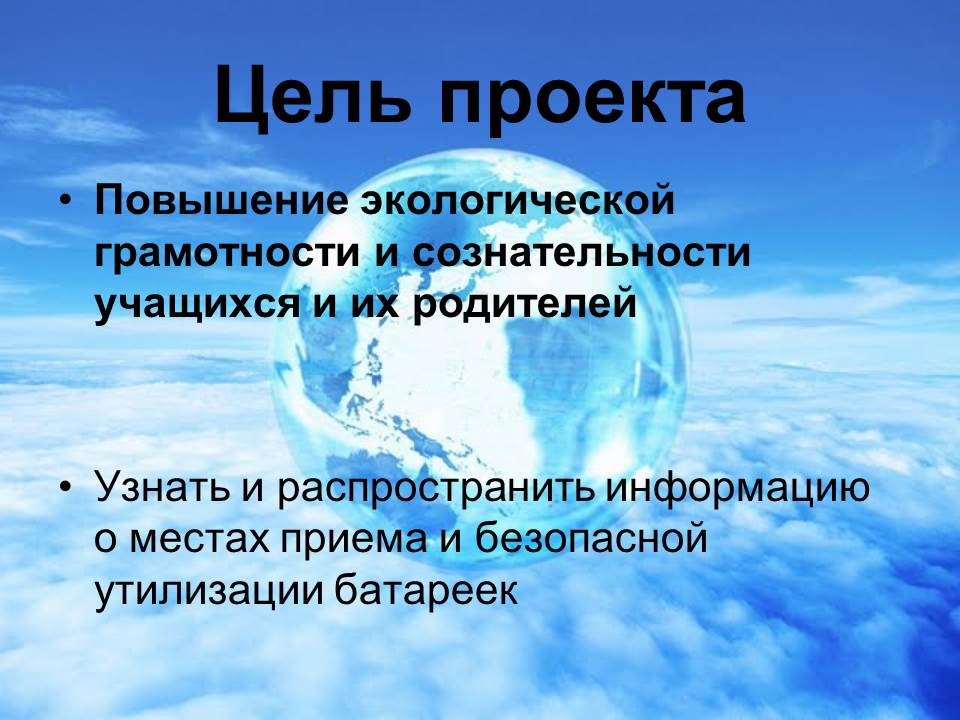 Цель проекта
• Повышение экологической
грамотности и сознательности
учащихся и их родителей
• Узнать и распространить информацию
о местах приема и безопасной
утилизации батареек